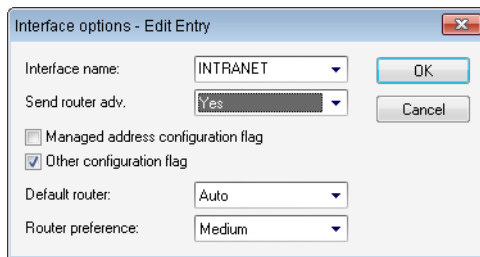 Interface options - Edit Entry
Interface name: INTRANET OK
Send router adv. Yes Cancel
Managed address configuration flag
Other configuration flag
Default router: Auto
Router preference: Medium